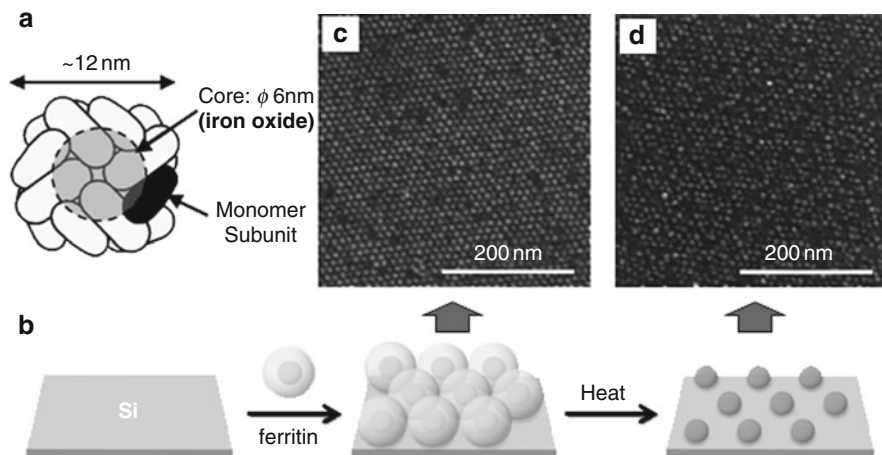 a
~12 nm
Core: ϕ 6nm
(iron oxide)
Monomer
Subunit
c
200 nm
d
200 nm
b
Si
ferritin
Heat